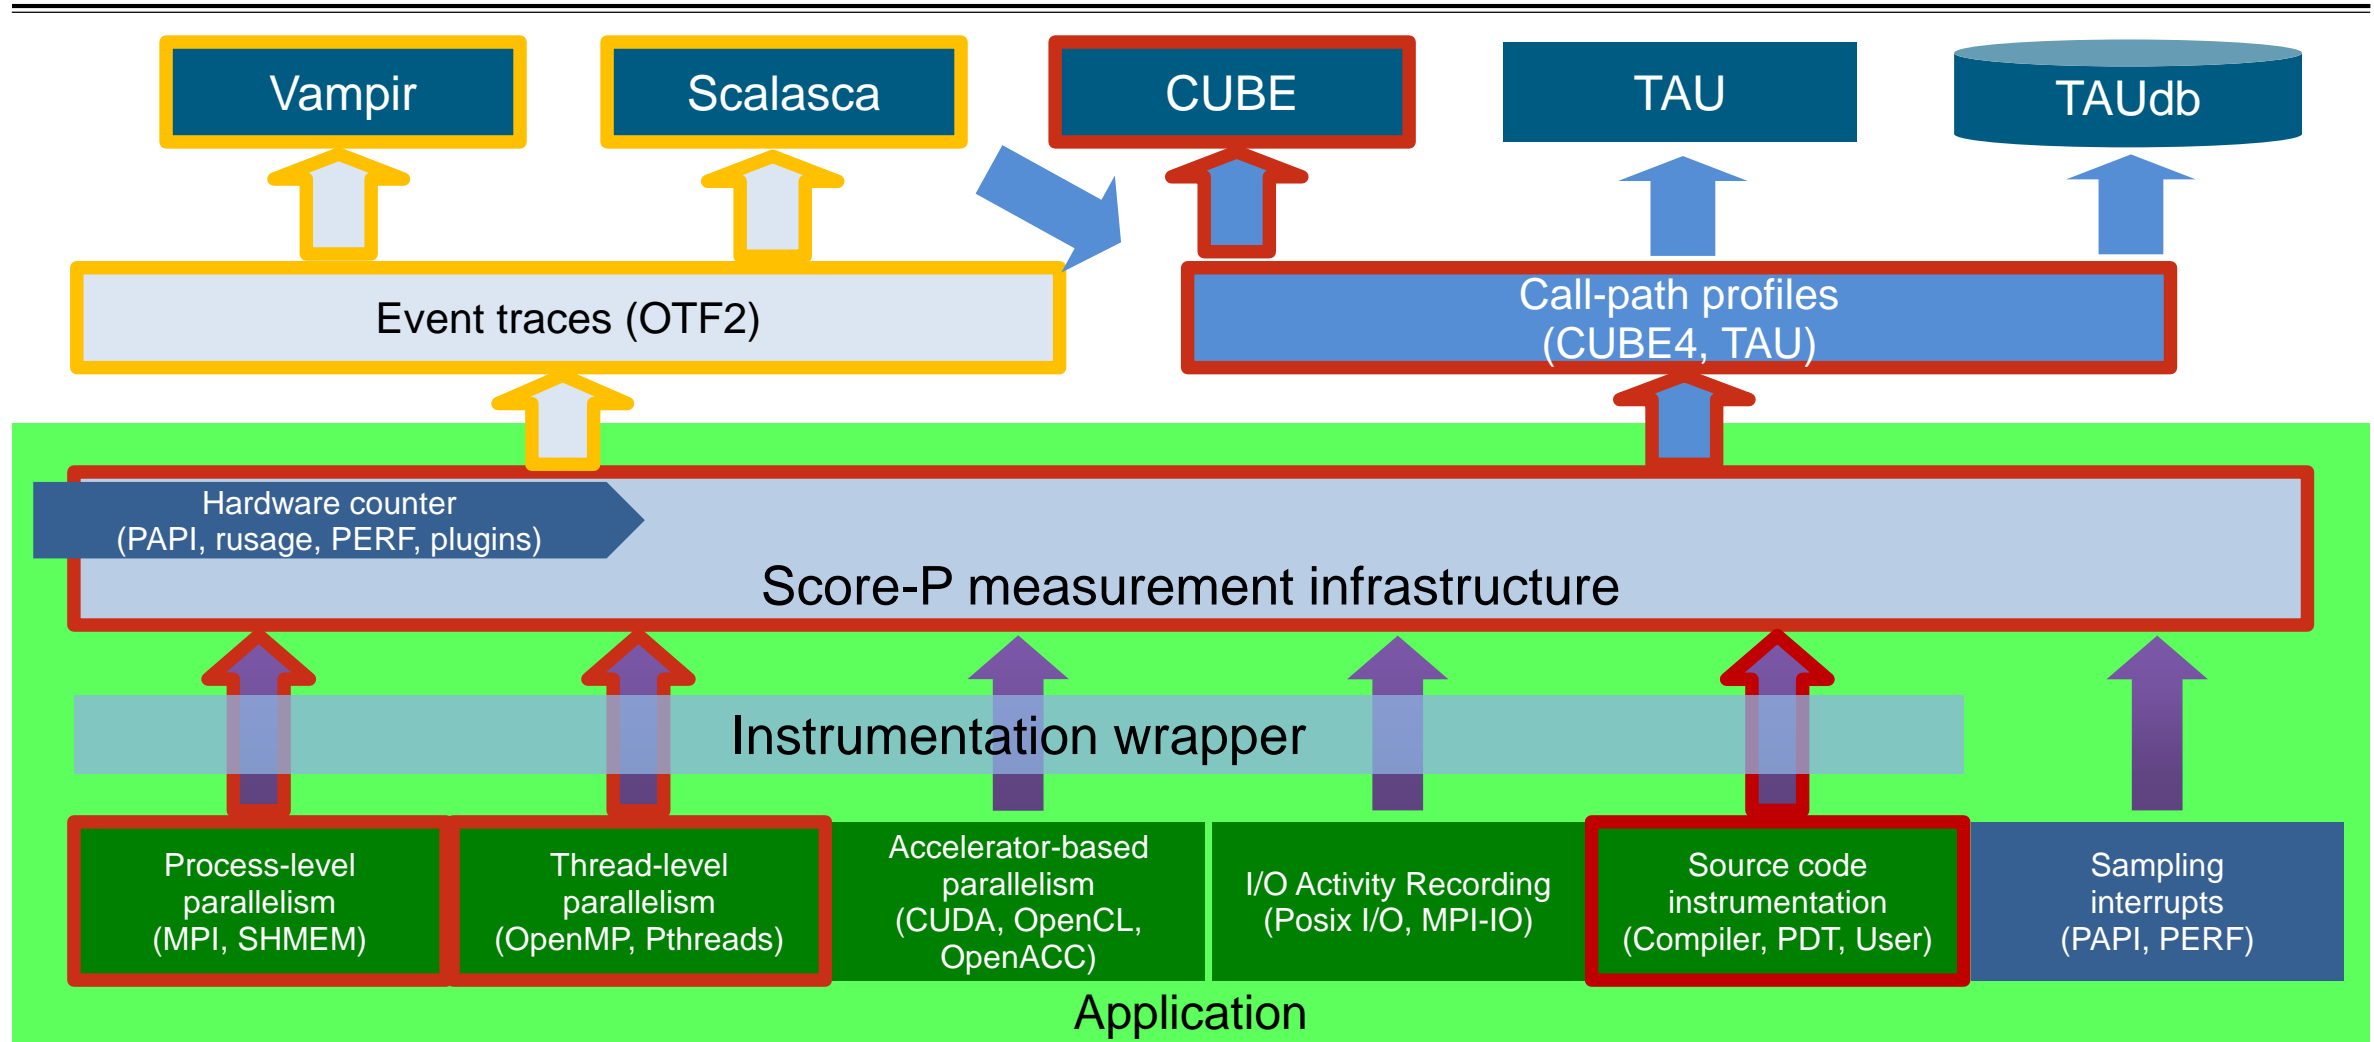 Vampir
Scalasca
CUBE
TAU
TAUdb
Event traces (OTF2)
Call-path profiles
(CUBE4, TAU)
Hardware counter
(PAPI, rusage, PERF, plugins)
Score-P measurement infrastructure
Instrumentation wrapper
Process-level
parallelism
(MPI, SHMEM)
Thread-level
parallelism
(OpenMP, Pthreads)
Accelerator-based
parallelism
(CUDA, OpenCL,
OpenACC)
I/O Activity Recording
(Posix I/O, MPI-IO)
Source code
instrumentation
(Compiler, PDT, User)
Sampling
interrupts
(PAPI, PERF)
Application